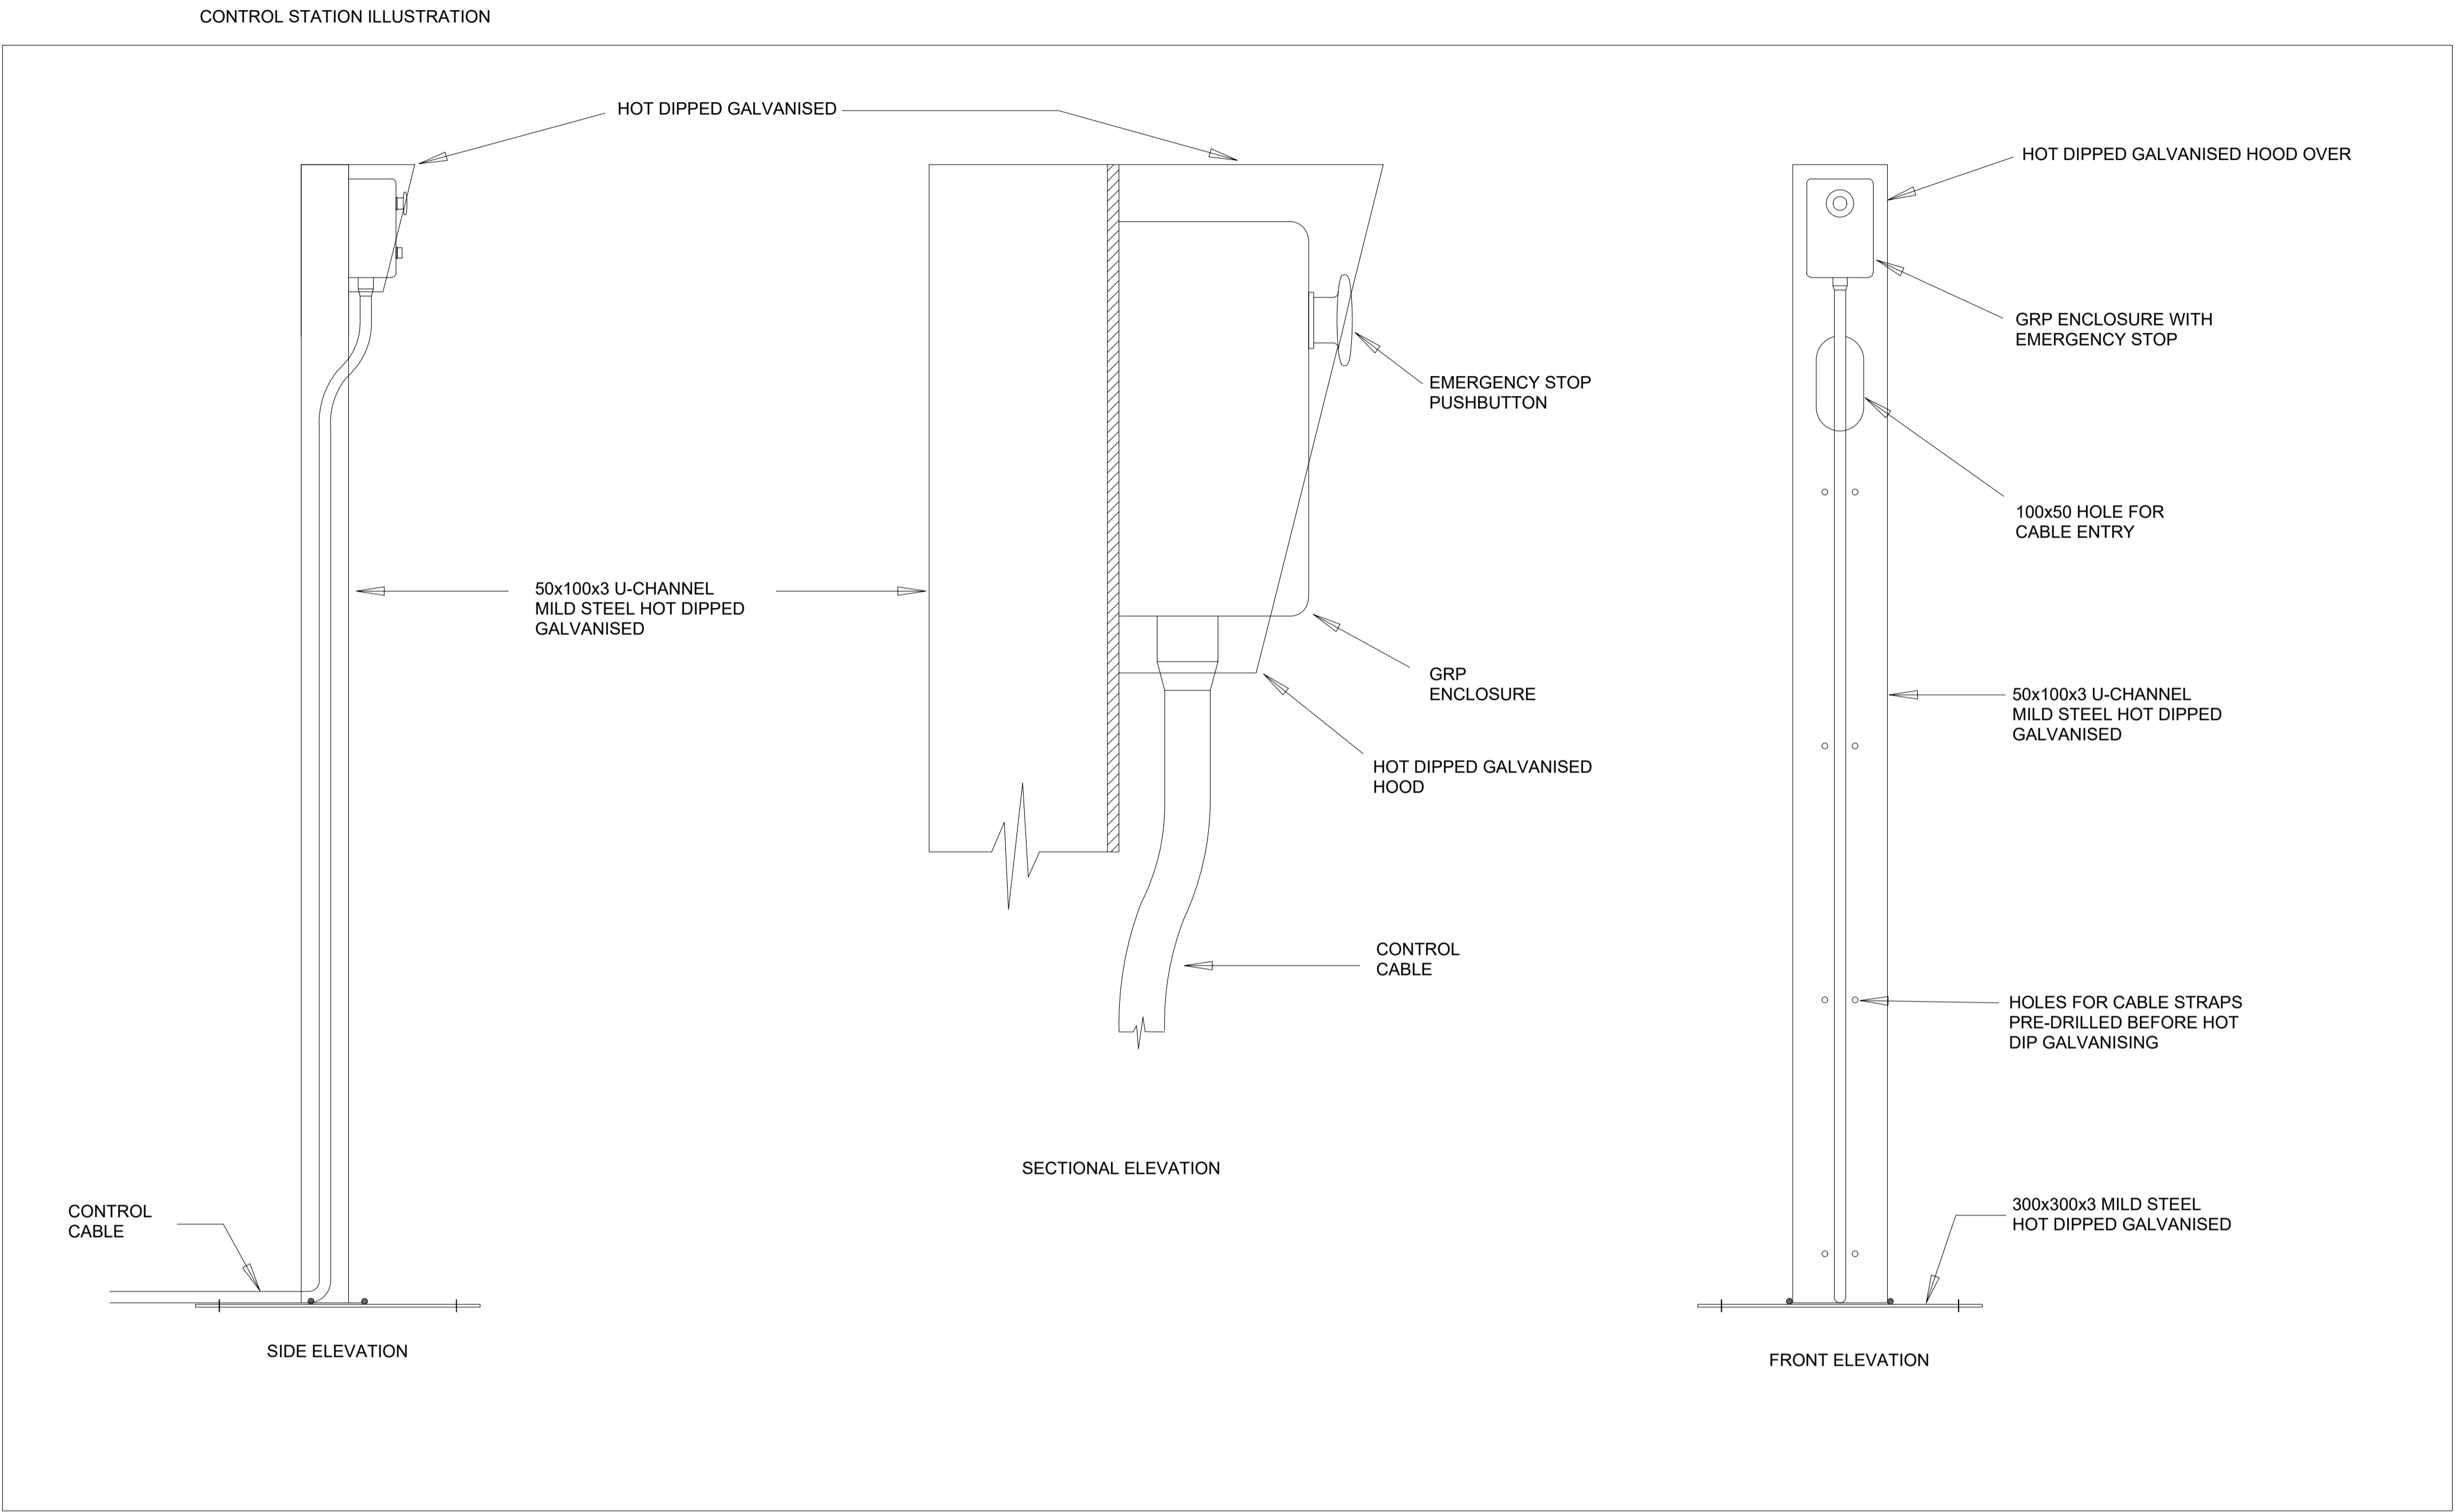 CONTROL STATION ILLUSTRATION
HOT DIPPED GALVANISED
50x100x3 U-CHANNEL
MILD STEEL HOT DIPPED
GALVANISED
CONTROL
CABLE
SIDE ELEVATION
EMERGENCY STOP
PUSHBUTTON
GRP
ENCLOSURE
HOT DIPPED GALVANISED
HOOD
CONTROL
CABLE
SECTIONAL ELEVATION
HOT DIPPED GALVANISED HOOD OVER
GRP ENCLOSURE WITH
EMERGENCY STOP
100x50 HOLE FOR
CABLE ENTRY
50x100x3 U-CHANNEL
MILD STEEL HOT DIPPED
GALVANISED
HOLES FOR CABLE STRAPS
PRE-DRILLED BEFORE HOT
DIP GALVANISING
300x300x3 MILD STEEL
HOT DIPPED GALVANISED
FRONT ELEVATION